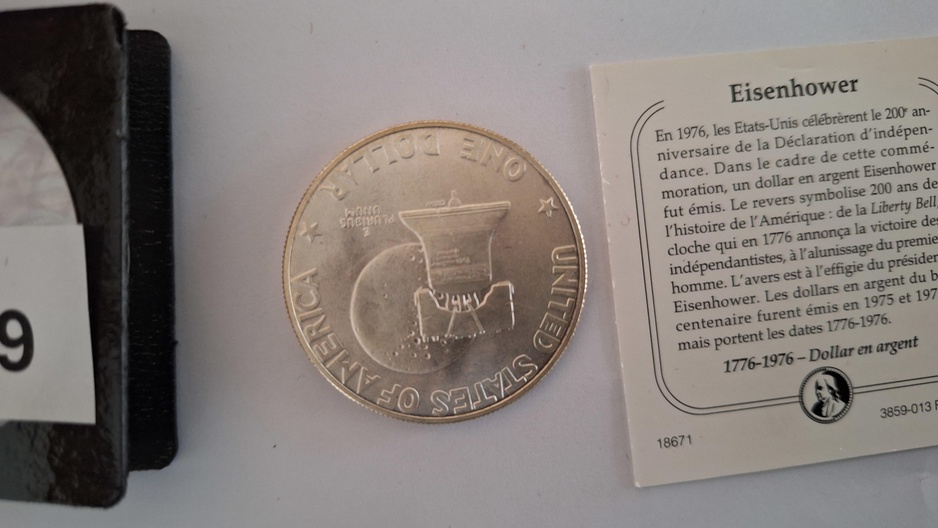 9
UNITED STATES OF AMERICA
E
PLURIBUS
UNUM
ONE DOLLAR
Eisenhower
En 1976, les Etats-Unis célébrèrent le 200e an-
niversaire de la Déclaration d'indépen-
dance. Dans le cadre de cette commé-
moration, un dollar en argent Eisenhower
fut émis. Le revers symbolise 200 ans de
l'histoire de l'Amérique : de la Liberty Bell,
cloche qui en 1776 annonça la victoire des
indépendantistes, à l'alunissage du premie
homme. L'avers est à l'effigie du présiden
Eisenhower. Les dollars en argent du b
centenaire furent émis en 1975 et 197
mais portent les dates 1776-1976.
1776-1976 – Dollar en argent
18671
3859-013 F